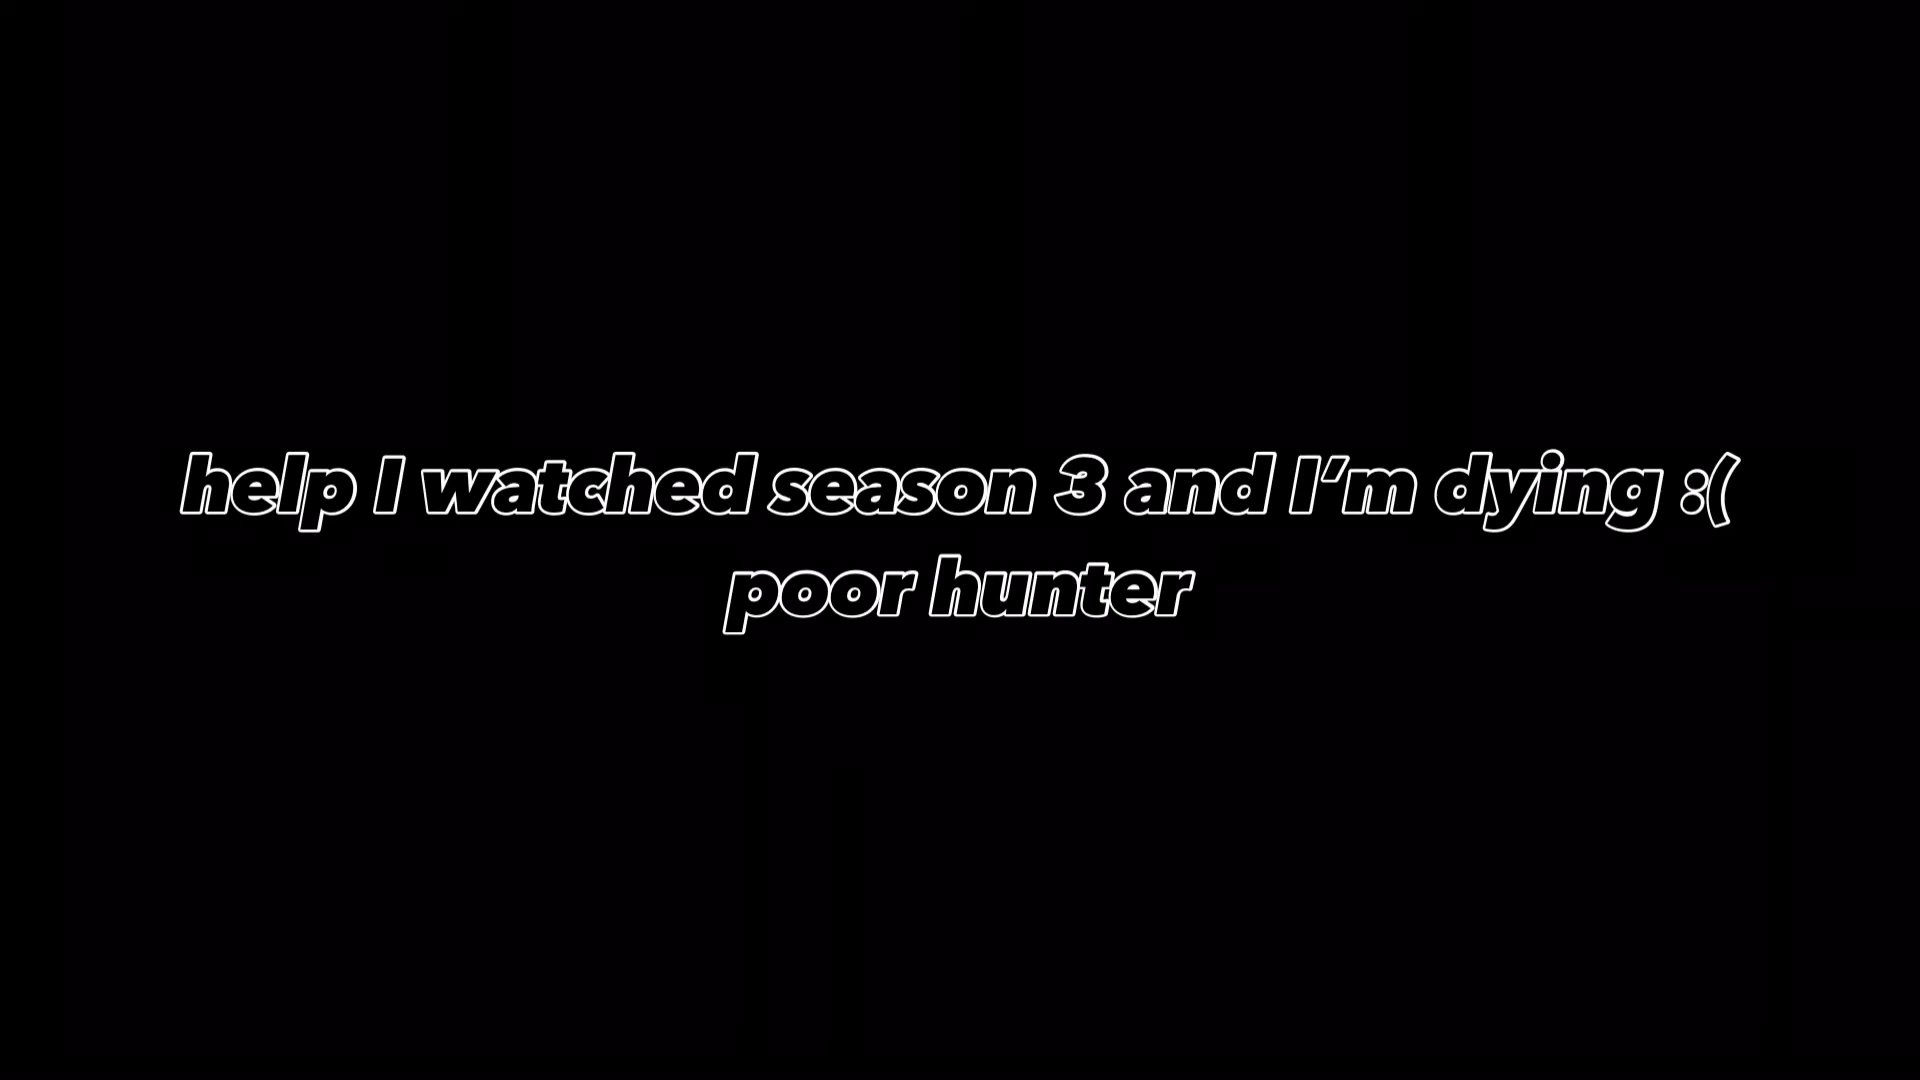 help I watched season 3 and I’m dying :(
poor hunter